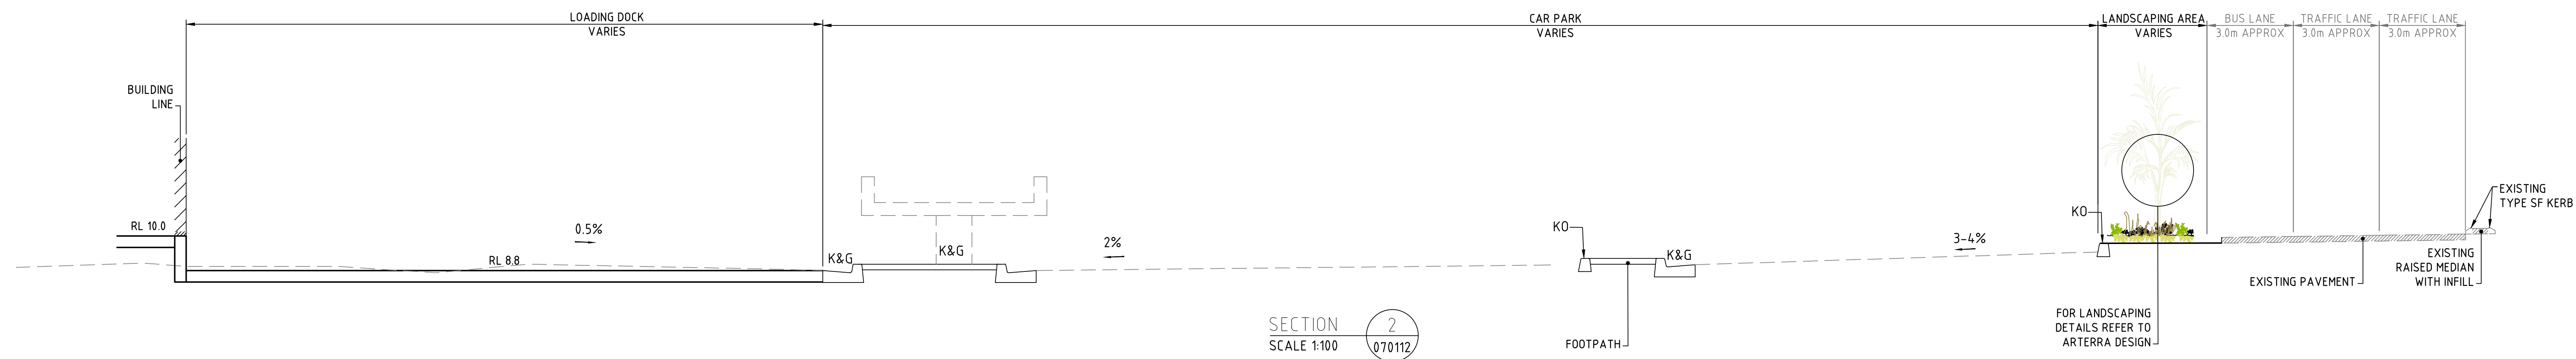 LOADING DOCK
VARIES
CAR PARK
VARIES
LANDSCAPING AREA
VARIES
BUS LANE
3.0m APPROX
TRAFFIC LANE
3.0m APPROX
TRAFFIC LANE
3.0m APPROX
BUILDING
LINE
RL 10.0
0.5%
RL 8.8
K&G
K&G
2%
KO
K&G
3-4%
KO
EXISTING
TYPE SF KERB
EXISTING
RAISED MEDIAN
WITH INFILL
EXISTING PAVEMENT
FOR LANDSCAPING
DETAILS REFER TO
ARTERRA DESIGN
FOOTPATH
SECTION
SCALE 1:100
2
070112